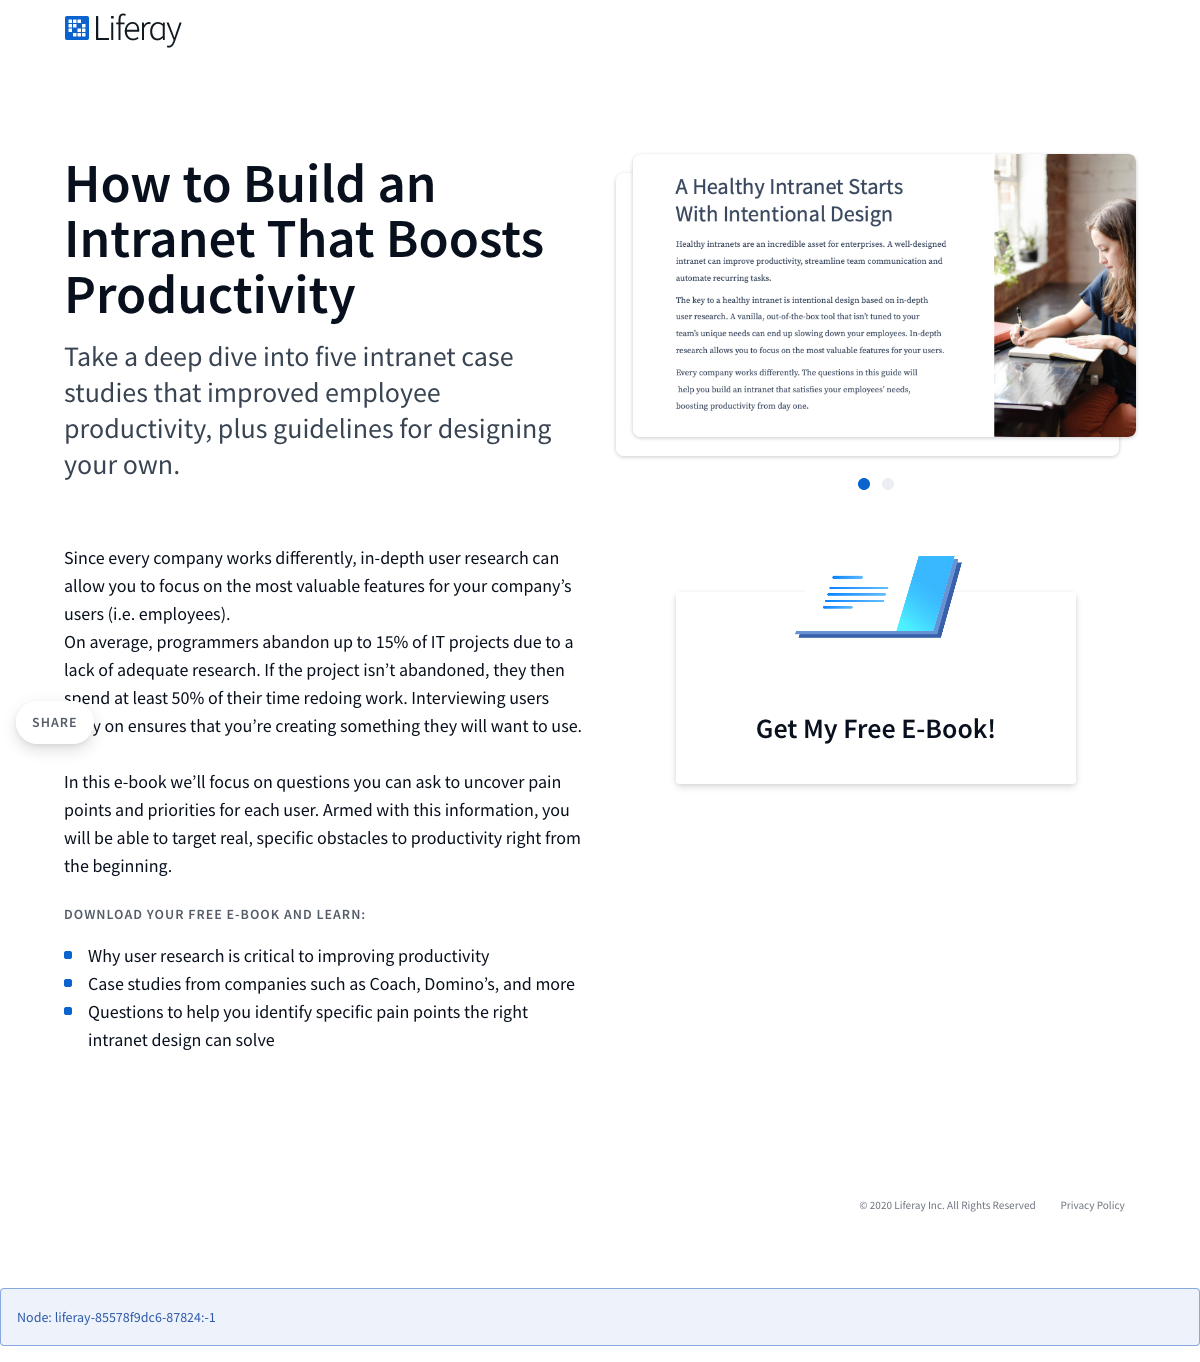 Liferay
How to Build an
Intranet That Boosts
Productivity
Take a deep dive into five intranet case
studies that improved employee
productivity, plus guidelines for designing
your own.
A Healthy Intranet Starts
With Intentional Design
Healthy intranets are an incredible asset for enterprises. A well-designed
intranet can improve productivity, streamline team communication and
automate recurring tasks.
The key to a healthy intranet is intentional design based on in-depth
user research. A vanilla, out-of-the-box tool that isn't tuned to your
team's unique needs can end up slowing down your employees. In-depth
research allows you to focus on the most valuable features for your users.
Every company works differently. The questions in this guide will
help you build an intranet that satisfies your employees' needs,
boosting productivity from day one.
Since every company works differently, in-depth user research can
allow you to focus on the most valuable features for your company’s
users (i.e. employees).
On average, programmers abandon up to 15% of IT projects due to a
lack of adequate research. If the project isn’t abandoned, they then
spend at least 50% of their time redoing work. Interviewing users
y on ensures that you’re creating something they will want to use.
SHARE
In this e-book we’ll focus on questions you can ask to uncover pain
points and priorities for each user. Armed with this information, you
will be able to target real, specific obstacles to productivity right from
the beginning.
DOWNLOAD YOUR FREE E-BOOK AND LEARN:
Why user research is critical to improving productivity
Case studies from companies such as Coach, Domino’s, and more
Questions to help you identify specific pain points the right
intranet design can solve
Get My Free E-Book!
© 2020 Liferay Inc. All Rights Reserved
Privacy Policy
Node: liferay-85578f9dc6-87824:-1